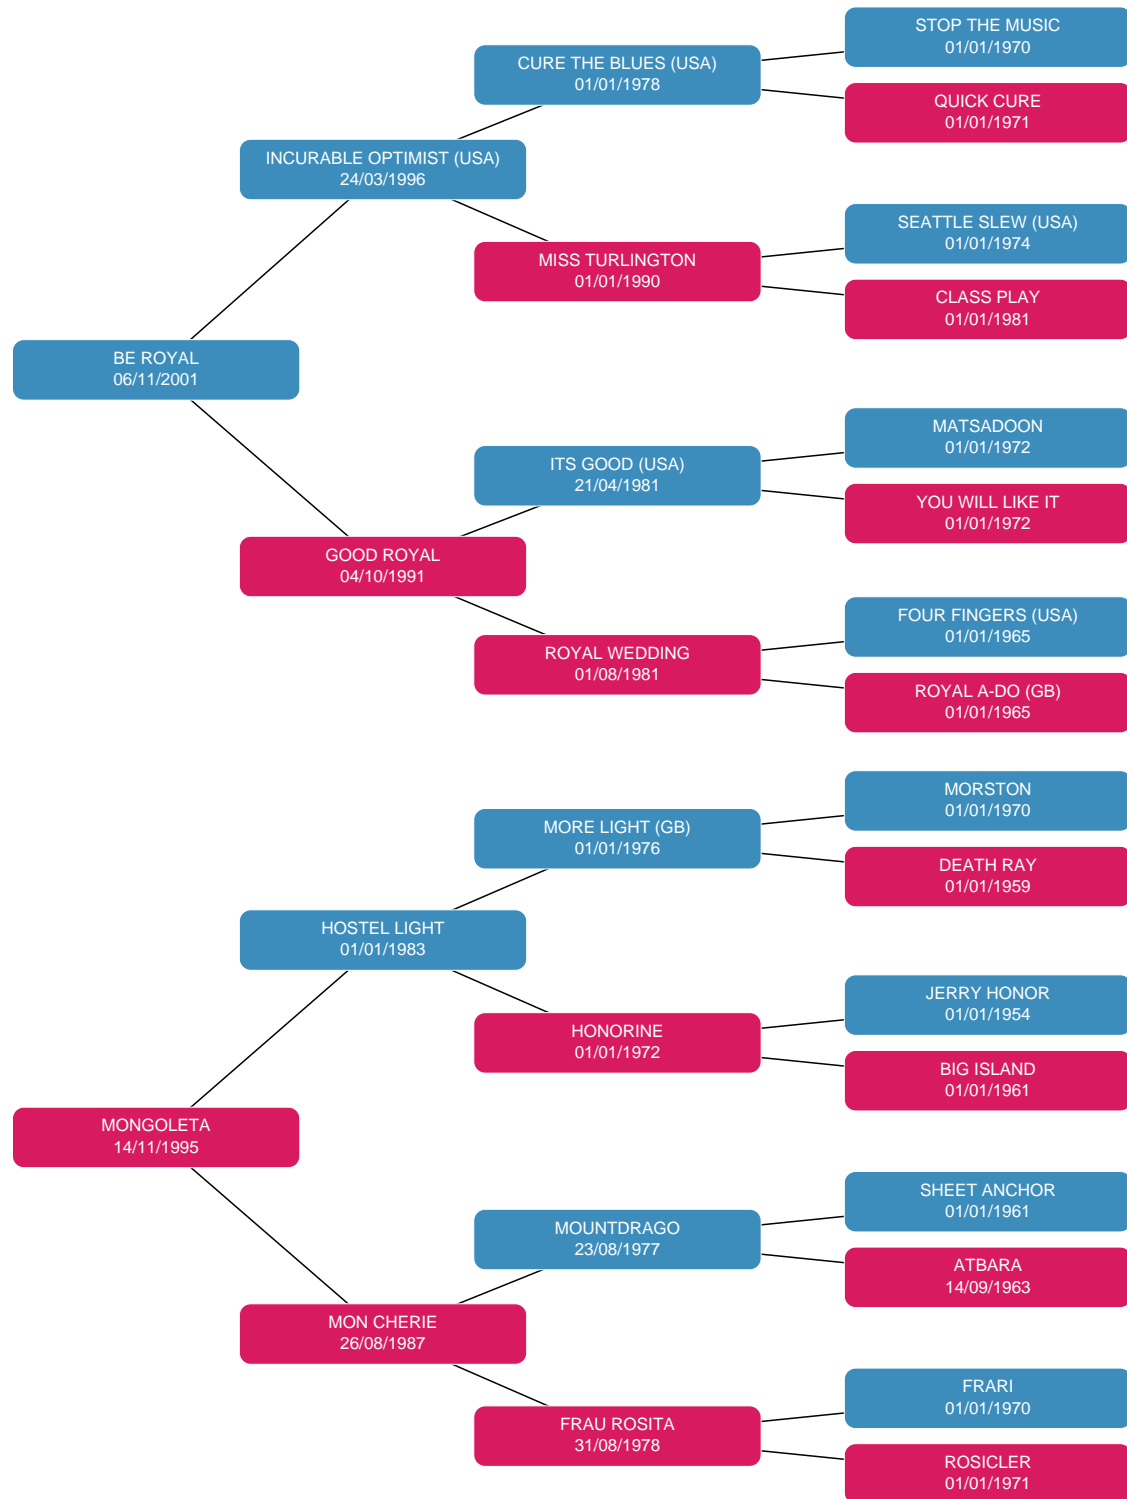 STOP THE MUSIC
01/01/1970
CURE THE BLUES (USA)
01/01/1978
QUICK CURE
01/01/1971
INCURABLE OPTIMIST (USA)
24/03/1996
SEATTLE SLEW (USA)
01/01/1974
MISS TURLINGTON
01/01/1990
CLASS PLAY
01/01/1981
BE ROYAL
06/11/2001
MATSADOON
01/01/1972
ITS GOOD (USA)
21/04/1981
YOU WILL LIKE IT
01/01/1972
GOOD ROYAL
04/10/1991
FOUR FINGERS (USA)
01/01/1965
ROYAL WEDDING
01/08/1981
ROYAL A-DO (GB)
01/01/1965
MORSTON
01/01/1970
MORE LIGHT (GB)
01/01/1976
DEATH RAY
01/01/1959
HOSTEL LIGHT
01/01/1983
JERRY HONOR
01/01/1954
HONORINE
01/01/1972
BIG ISLAND
01/01/1961
MONGOLETA
14/11/1995
SHEET ANCHOR
01/01/1961
MOUNTDRAGO
23/08/1977
ATBARA
14/09/1963
MON CHERIE
26/08/1987
FRARI
01/01/1970
FRAU ROSITA
31/08/1978
ROSICLER
01/01/1971